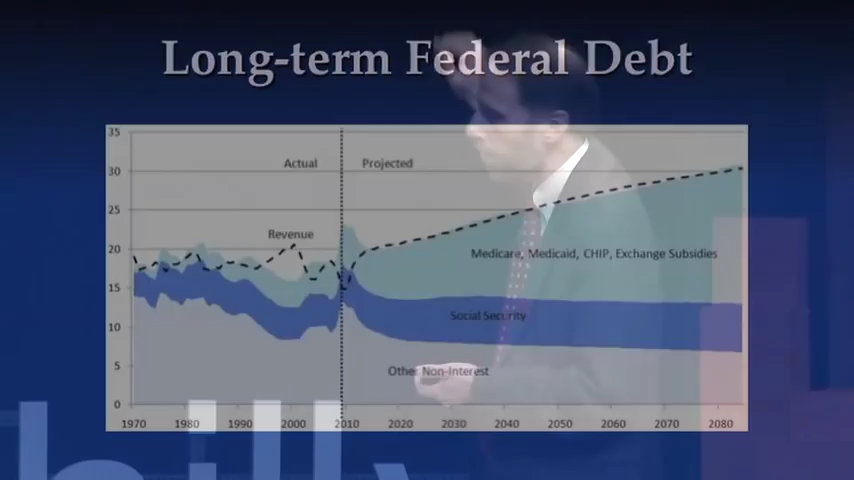 Long-term Federal Debt
35
Actual Projected
30
25
Revenue
20
Medicare, Medicaid, CHIP, Exchange Subsidies
15
Social Security
10
5
Other Non-Interest
0
1970 1980 1990 2000 2010 2020 2030 2040 2050 2060 2070 2080